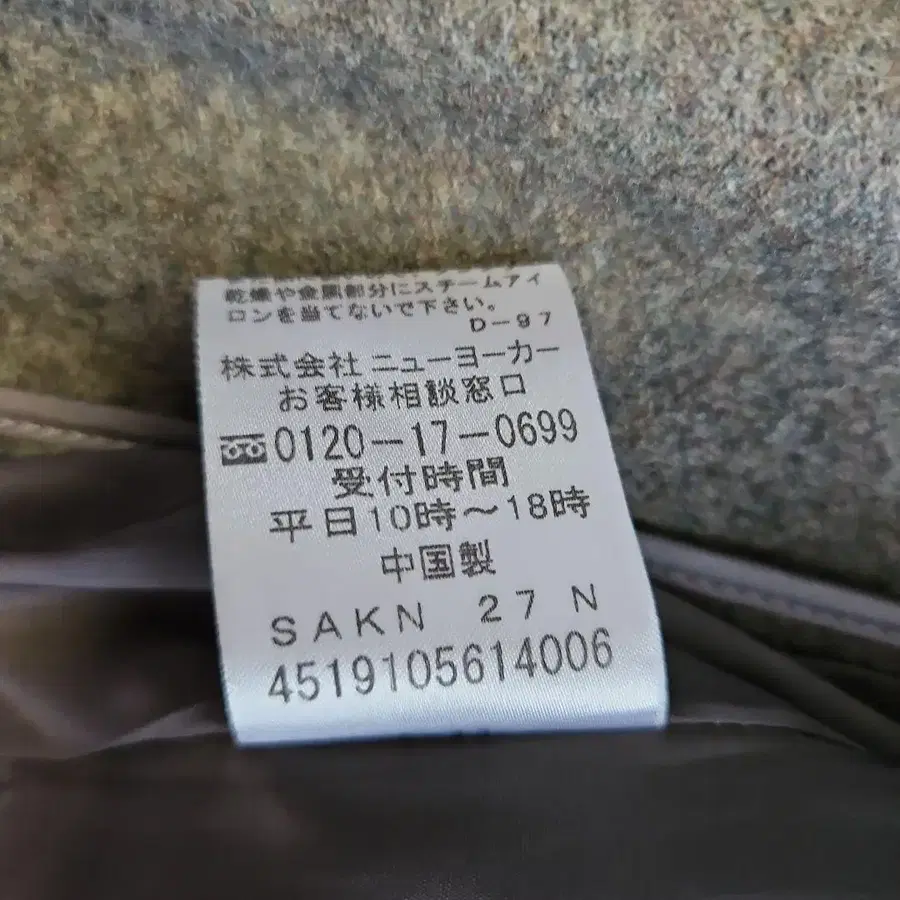 乾燥や金属部分にスチームアイ
ロンを当てないで下さい。
D-97
株式会社 ニューヨーカー
お客様相談窓口
0120-17-0699
受付時間
平日10時～18時
中国製
SAKN 27 N
4519105614006